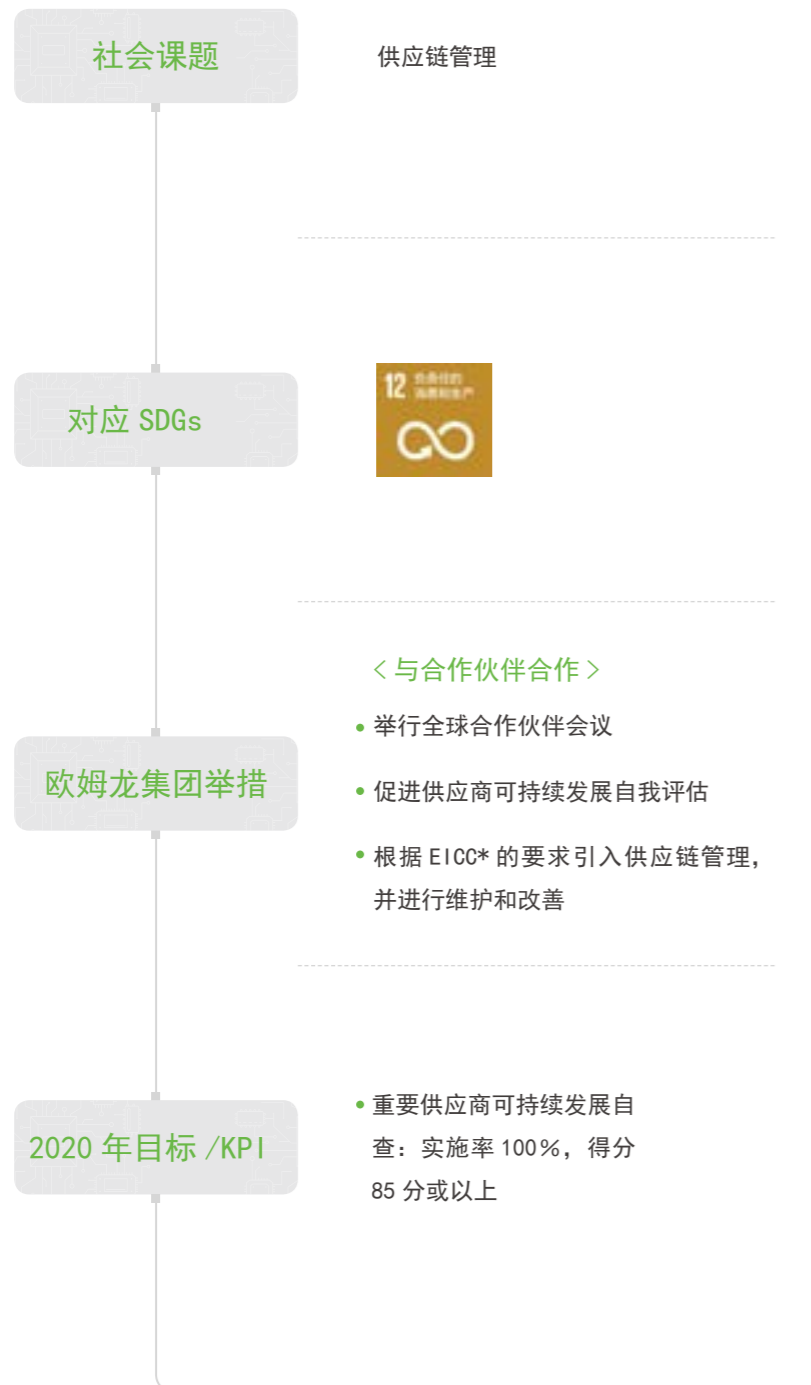 社会课题
供应链管理
对应 SDGs
12 负责任的
消费和生产
欧姆龙集团举措
<与合作伙伴合作>
• 举行全球合作伙伴会议
• 促进供应商可持续发展自我评估
• 根据 EICC* 的要求引入供应链管理，
并进行维护和改善
2020 年目标 /KPI
• 重要供应商可持续发展自
查：实施率 100%，得分
85 分或以上